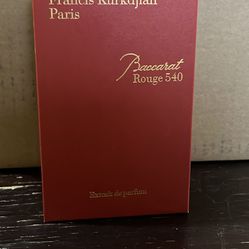 Francis Kurkdjian
Paris
Baccarat
Rouge 540
Extrait de parfum